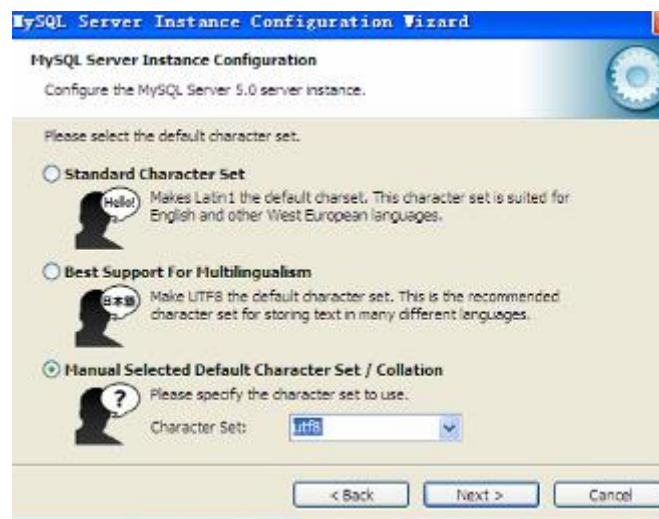 MySQL Server Instance Configuration Wizard
MySQL Server Instance Configuration
Configure the MySQL Server 5.0 server instance.
Please select the default character set.
Standard Character Set
Hello!
Makes Latin1 the default charset. This character set is suited for
English and other West European languages.
Best Support For Multilingualism
日本語
Make UTF8 the default character set. This is the recommended
character set for storing text in many different languages.
Manual Selected Default Character Set / Collation
?
Please specify the character set to use.
Character Set: utf8
< Back Next > Cancel